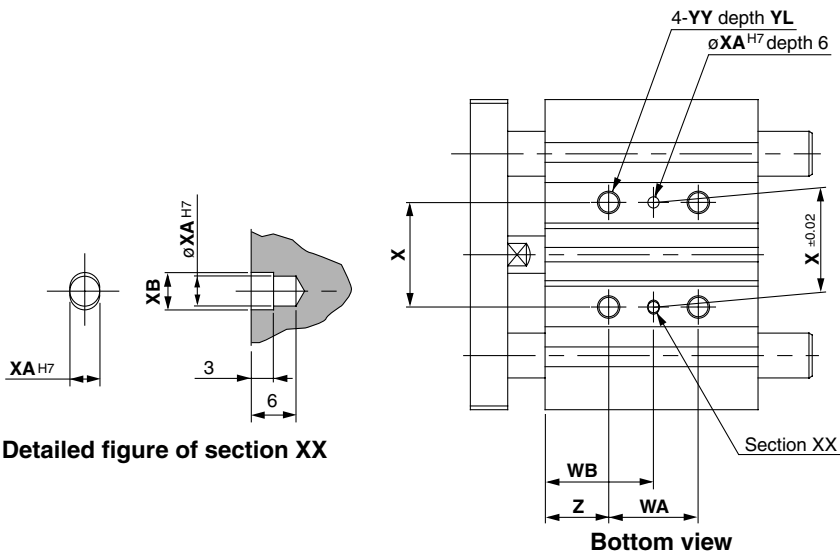 4-YY depth YL
øXA H7 depth 6
øXA H7
XB
X
X ±0.02
XA H7
3
6
Detailed figure of section XX
Section XX
WB
Z
WA
Bottom view